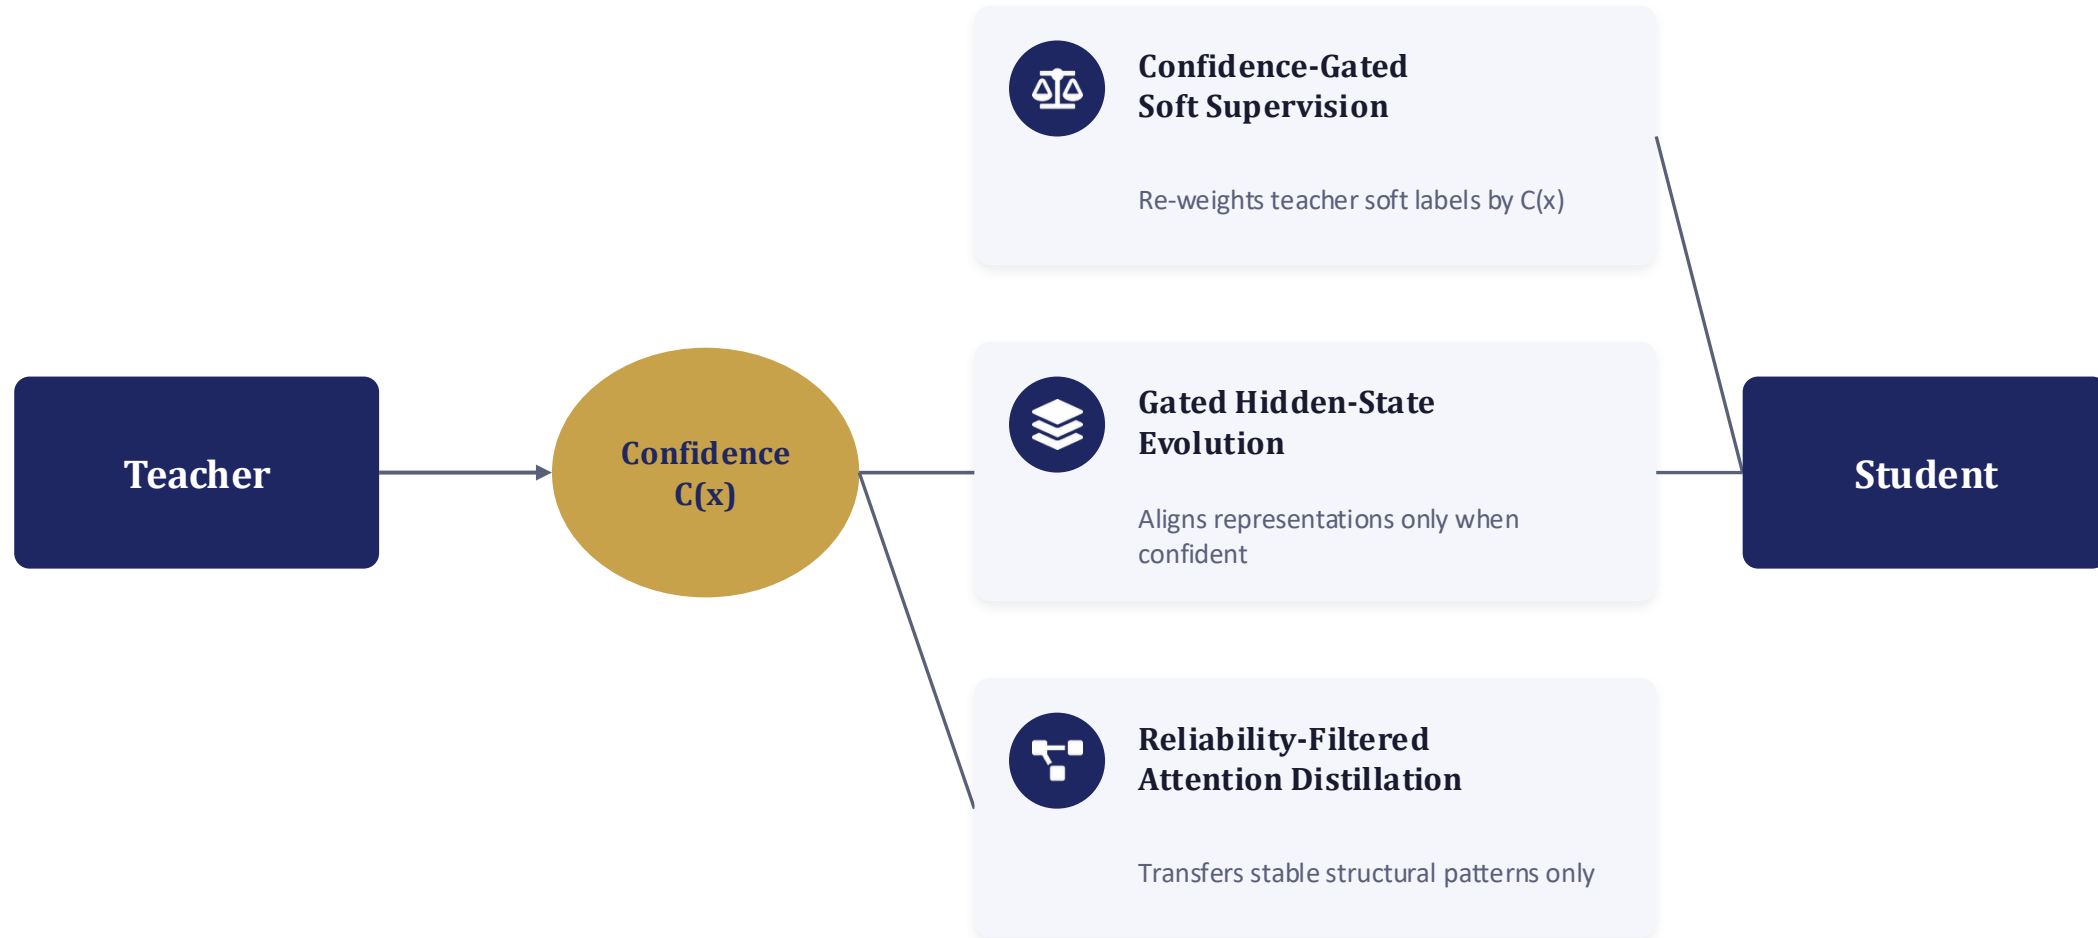 Confidence-Gated
Soft Supervision
Re-weights teacher soft labels by C(x)
Teacher
Confidence
C(x)
Gated Hidden-State
Evolution
Aligns representations only when
confident
Student
Reliability-Filtered
Attention Distillation
Transfers stable structural patterns only